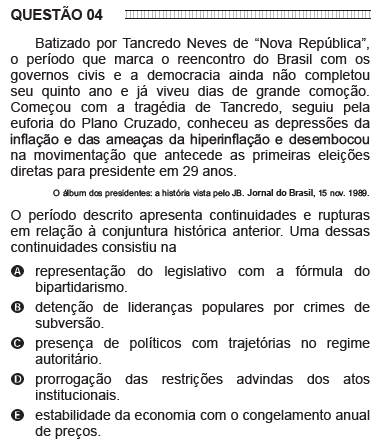 QUESTÃO 04
Batizado por Tancredo Neves de “Nova República”,
o período que marca o reencontro do Brasil com os
governos civis e a democracia ainda não completou
seu quinto ano e já viveu dias de grande comoção.
Começou com a tragédia de Tancredo, seguiu pela
euforia do Plano Cruzado, conheceu as depressões da
inflação e das ameaças da hiperinflação e desembocou
na movimentação que antecede as primeiras eleições
diretas para presidente em 29 anos.
O álbum dos presidentes: a história vista pelo JB. Jornal do Brasil, 15 nov. 1989.
O período descrito apresenta continuidades e rupturas
em relação à conjuntura histórica anterior. Uma dessas
continuidades consistiu na
A representação do legislativo com a fórmula do
bipartidarismo.
B detenção de lideranças populares por crimes de
subversão.
C presença de políticos com trajetórias no regime
autoritário.
D prorrogação das restrições advindas dos atos
institucionais.
E estabilidade da economia com o congelamento anual
de preços.